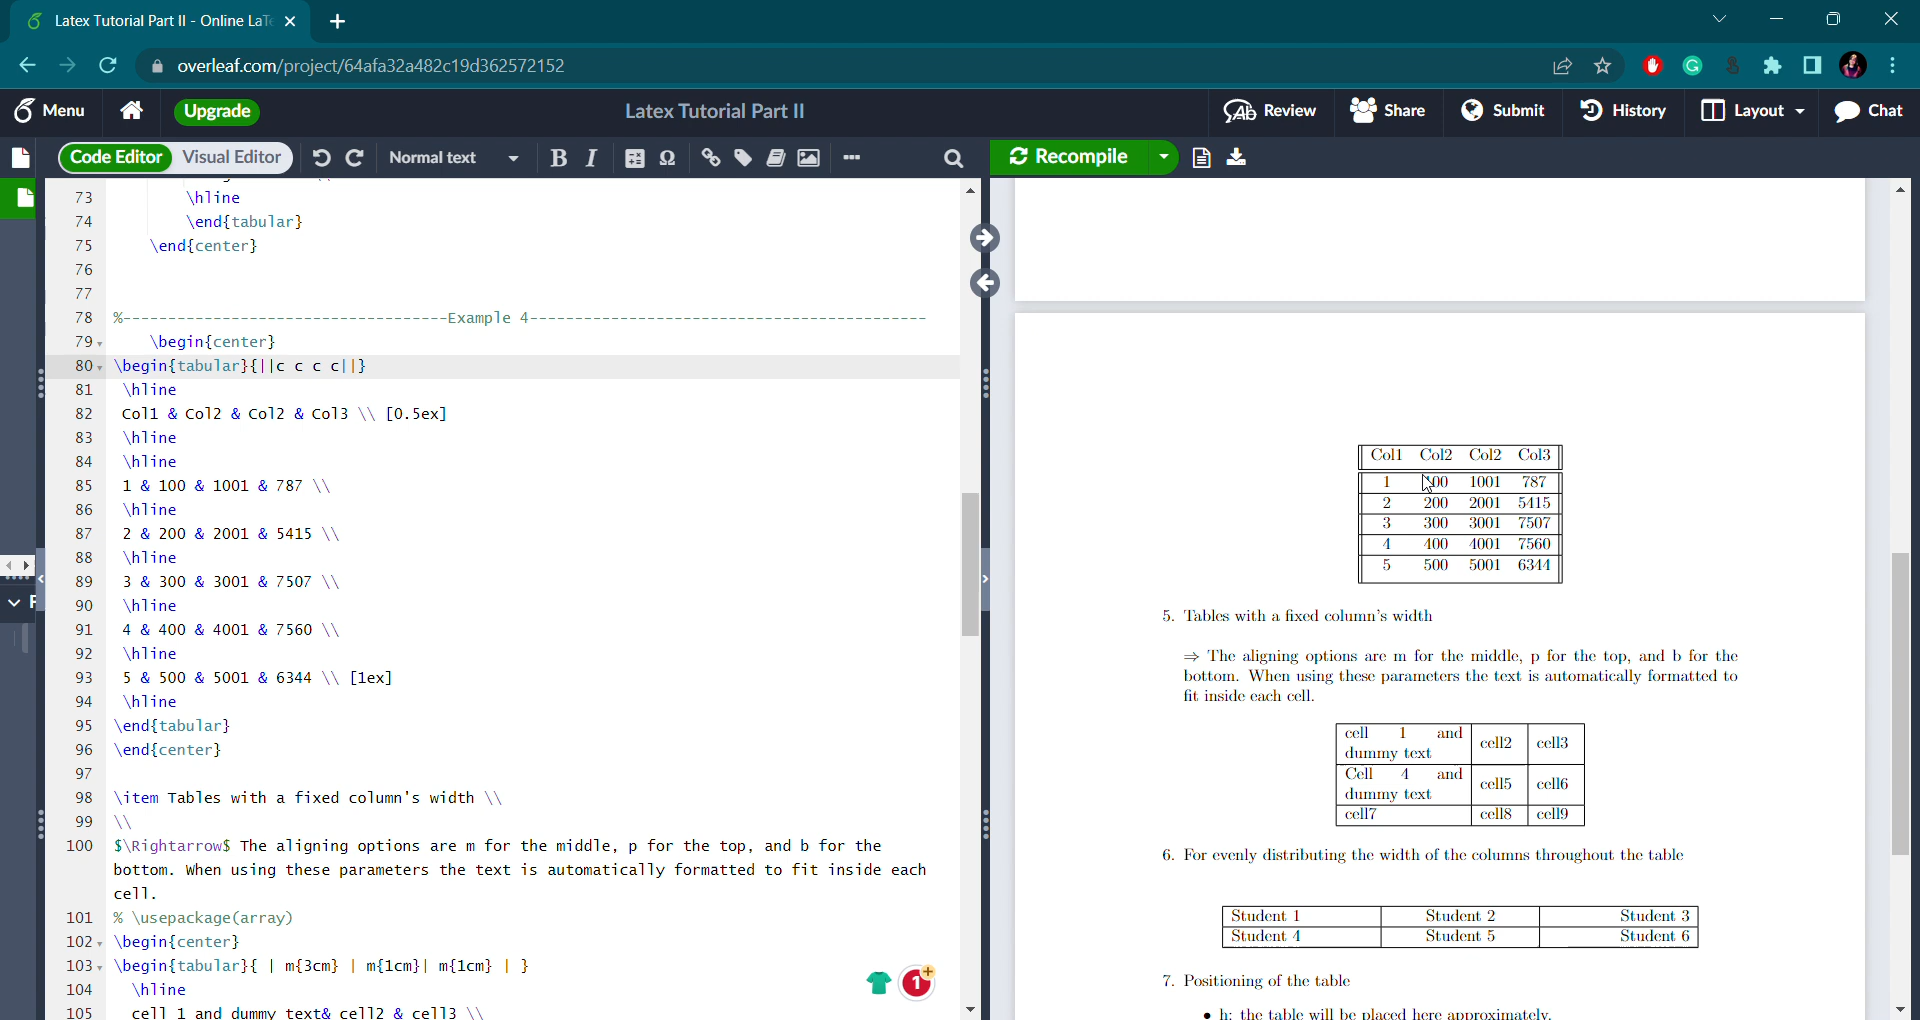 Latex Tutorial Part II - Online LaTe
overleaf.com/project/64afa32a482c19d362572152
Menu
Upgrade
Latex Tutorial Part II
Review
Share
Submit
History
Layout
Chat
Code Editor
Visual Editor
Normal text
B I
Ω
Recompile
73 \hline
74 \end{tabular}
75 \end{center}
76
77
78 %------------------------------------Example 4--------------------------------------------
79 \begin{center}
80 \begin{tabular}{||c c c c||}
81 \hline
82 Col1 & Col2 & Col2 & Col3 \\ [0.5ex]
83 \hline
84 \hline
85 1 & 100 & 1001 & 787 \\
86 \hline
87 2 & 200 & 2001 & 5415 \\
88 \hline
89 3 & 300 & 3001 & 7507 \\
90 \hline
91 4 & 400 & 4001 & 7560 \\
92 \hline
93 5 & 500 & 5001 & 6344 \\ [1ex]
94 \hline
95 \end{tabular}
96 \end{center}
97
98 \item Tables with a fixed column's width \\
99 \\
100 $\Rightarrow$ The aligning options are m for the middle, p for the top, and b for the
bottom. When using these parameters the text is automatically formatted to fit inside each
cell.
101 % \usepackage(array)
102 \begin{center}
103 \begin{tabular}{ | m{3cm} | m{1cm}| m{1cm} | }
104 \hline
105 cell 1 and dummy text& cell2 & cell3 \\
1
Col1 Col2 Col2 Col3
1 100 1001 787
2 200 2001 5415
3 300 3001 7507
4 400 4001 7560
5 500 5001 6344
5. Tables with a fixed column's width
⇒ The aligning options are m for the middle, p for the top, and b for the
bottom. When using these parameters the text is automatically formatted to
fit inside each cell.
cell 1 and
dummy text
cell2 cell3
Cell 4 and
dummy text
cell5 cell6
cell7 cell8 cell9
6. For evenly distributing the width of the columns throughout the table
Student 1 Student 2 Student 3
Student 4 Student 5 Student 6
7. Positioning of the table
• h: the table will be placed here approximately.